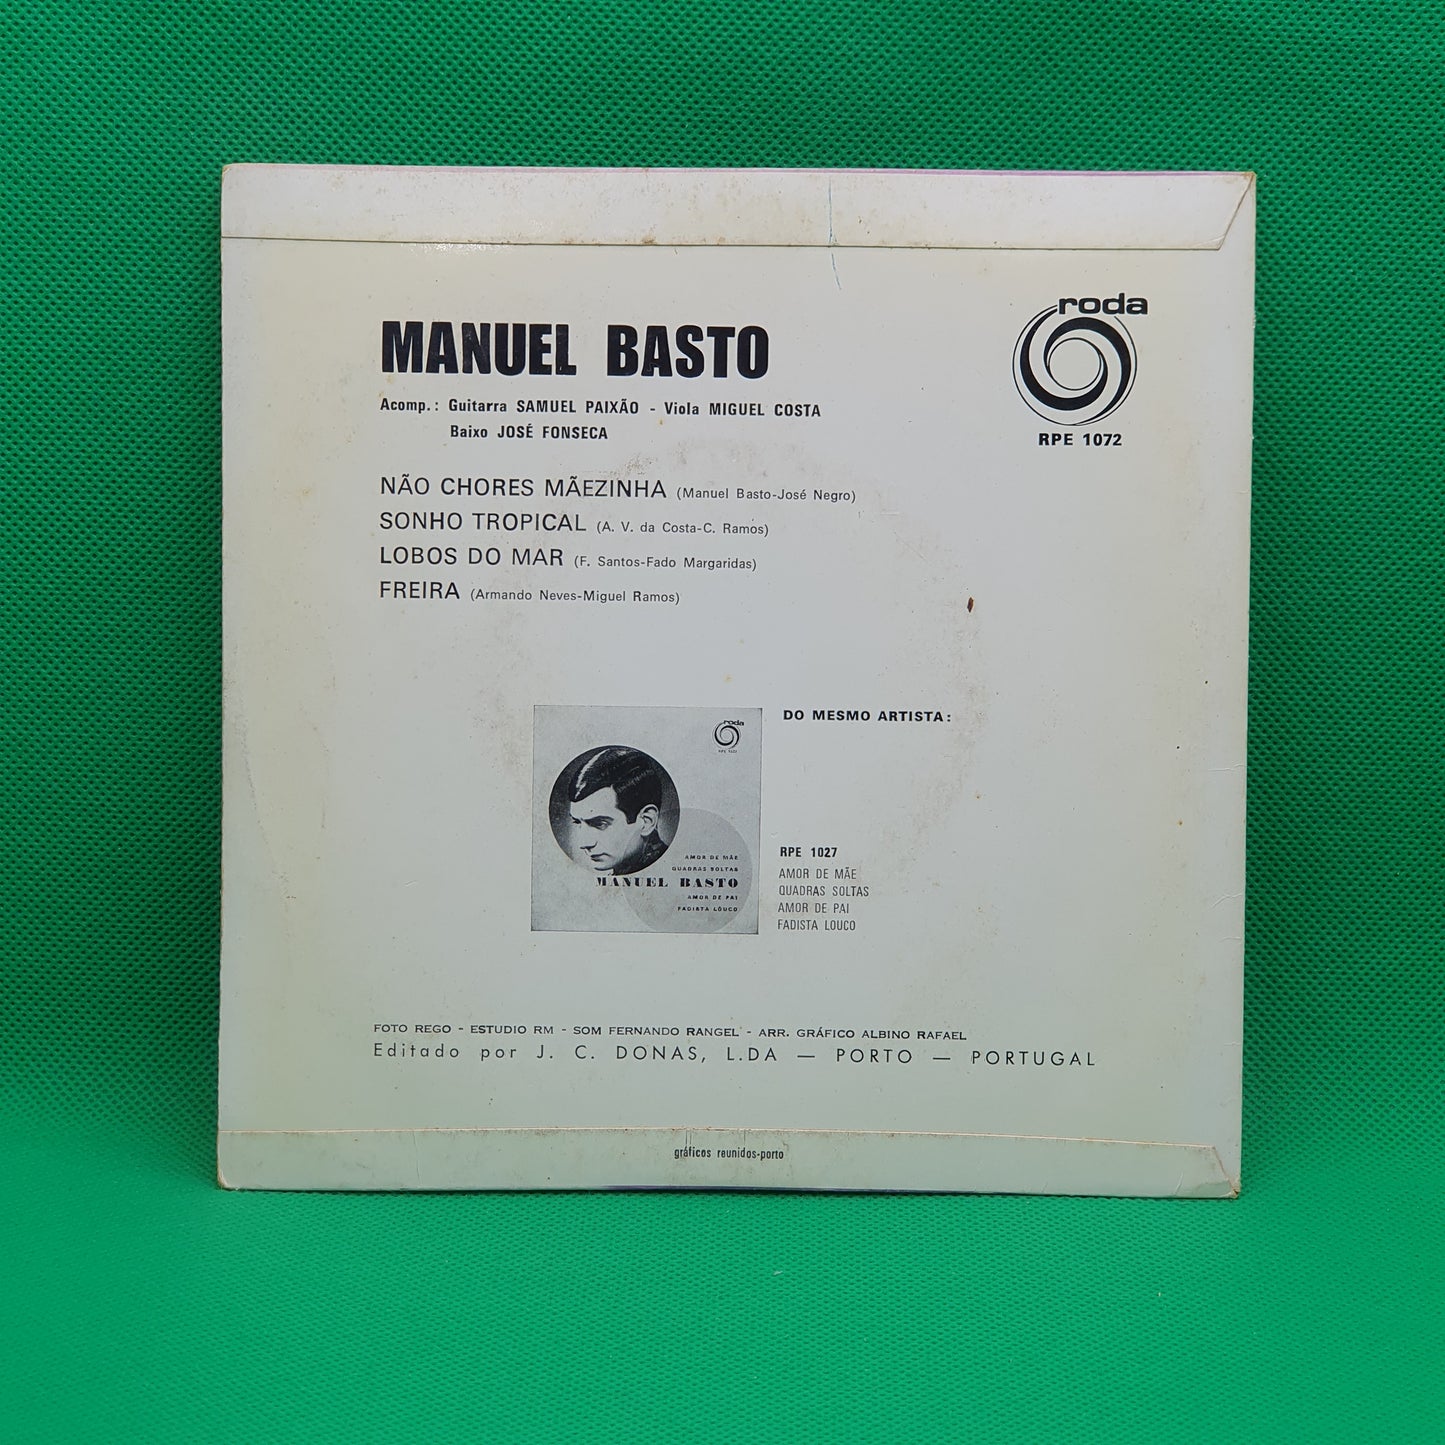 roda
RPE 1072
MANUEL BASTO
Acomp.: Guitarra SAMUEL PAIXÃO - Viola MIGUEL COSTA
Baixo JOSÉ FONSECA
NÃO CHORES MÃEZINHA (Manuel Basto-José Negro)
SONHO TROPICAL (A. V. da Costa-C. Ramos)
LOBOS DO MAR (F. Santos-Fado Margaridas)
FREIRA (Armando Neves-Miguel Ramos)
DO MESMO ARTISTA:
roda
RPE 1027
AMOR DE MÃE
QUADRAS SOLTAS
MANUEL BASTO
AMOR DE PAI
FADISTA LOUCO
RPE 1027
AMOR DE MÃE
QUADRAS SOLTAS
AMOR DE PAI
FADISTA LOUCO
FOTO REGO - ESTUDIO RM - SOM FERNANDO RANGEL - ARR. GRÁFICO ALBINO RAFAEL
Editado por J. C. DONAS, L.DA — PORTO — PORTUGAL
gráficos reunidos-porto